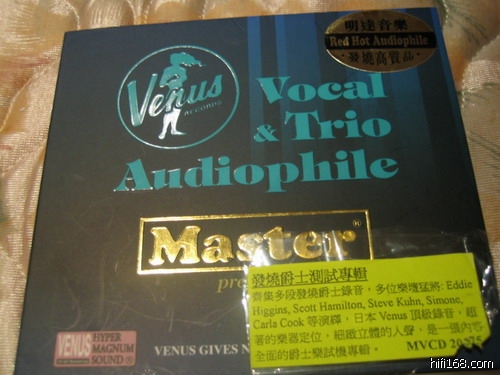 明達音樂
Red Hot Audiophile
發燒高質品
Venus
RECORDS
Vocal
& Trio
Audiophile
Master®
pre
發燒爵士測試專輯
齊集多段發燒爵士錄音,多位樂壇猛將: Eddie
Higgins, Scott Hamilton, Steve Kuhn, Simone,
Carla Cook 等演繹,日本 Venus 頂級錄音,超
著的樂器定位,細緻立體的人聲,是一張內容
全面的爵士樂試機專輯。 MVCD 20275
VENUS HYPER
MAGNUM
SOUND®
VENUS GIVES N
hifi168.com